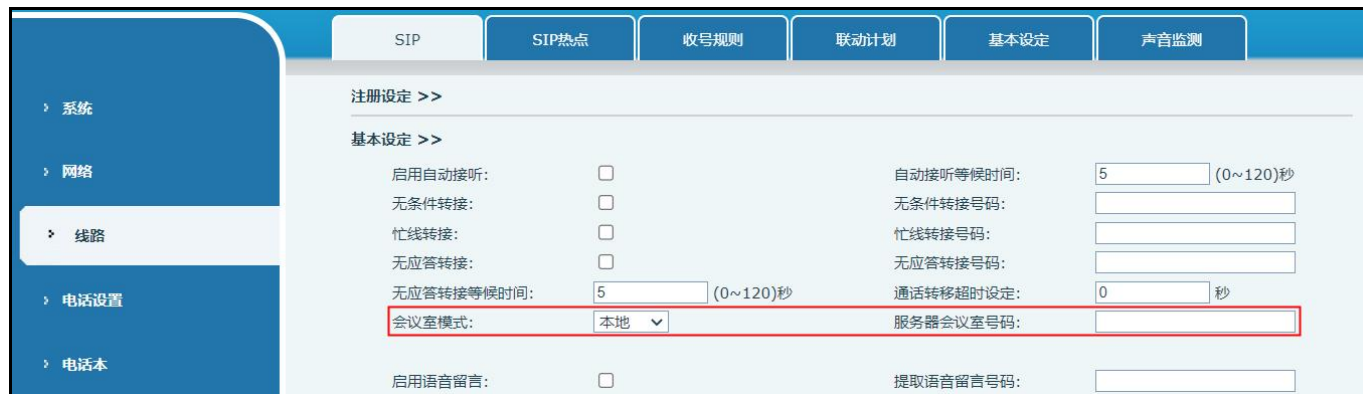 SIP SIP热点 收号规则 联动计划 基本设定 声音监测
系统
网络
线路
电话设置
电话本
注册设定 >>
基本设定 >>
启用自动接听: 自动接听等候时间: 5 (0~120)秒
无条件转接: 无条件转接号码:
忙线转接: 忙线转接号码:
无应答转接: 无应答转接号码:
无应答转接等候时间: 5 (0~120)秒 通话转移超时设定: 0 秒
会议室模式: 本地 服务器会议室号码:
启用语音留言: 提取语音留言号码: